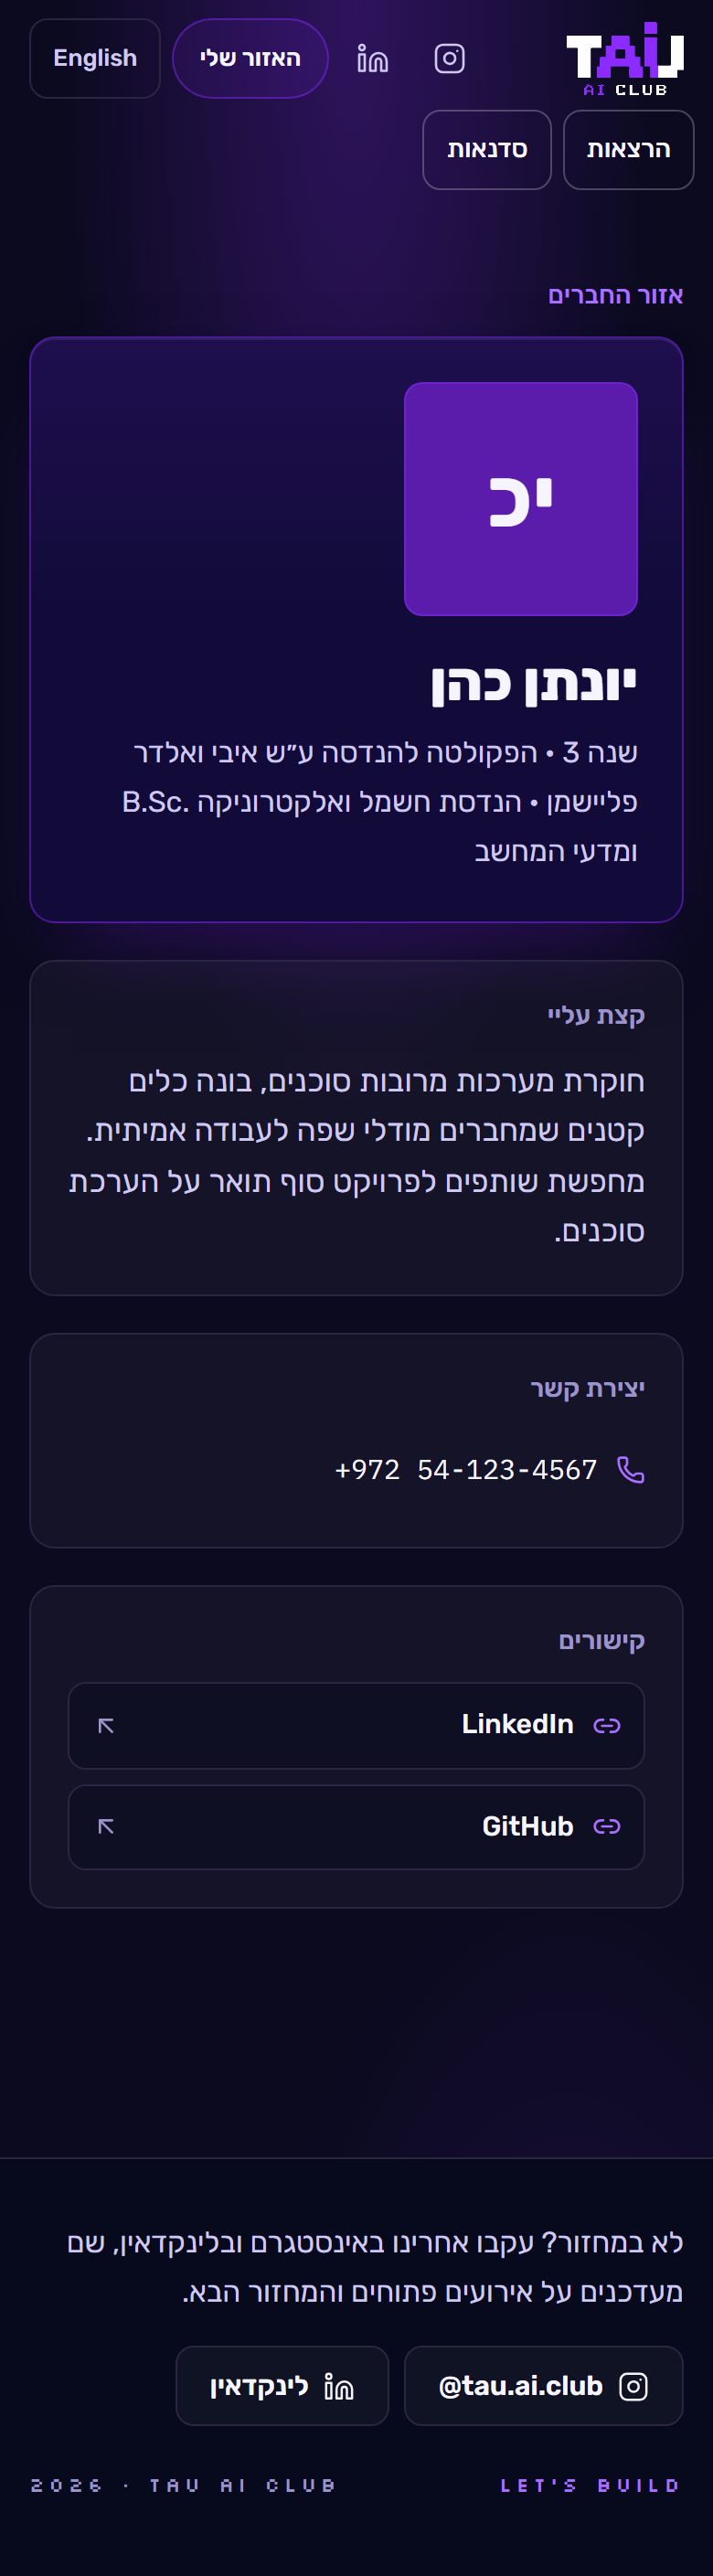 TAU
AI CLUB
האזור שלי
English
הרצאות
סדנאות
אזור החברים
יכ
יונתן כהן
שנה 3 • הפקולטה להנדסה ע״ש איבי ואלדר
פליישמן • הנדסת חשמל ואלקטרוניקה B.Sc.
ומדעי המחשב
קצת עליי
חוקרת מערכות מרובות סוכנים, בונה כלים
קטנים שמחברים מודלי שפה לעבודה אמיתית.
מחפשת שותפים לפרויקט סוף תואר על הערכת
סוכנים.
יצירת קשר
+972 54-123-4567
קישורים
LinkedIn
GitHub
לא במחזור? עקבו אחרינו באינסטגרם ובלינקדאין, שם
מעדכנים על אירועים פתוחים והמחזור הבא.
@tau.ai.club
לינקדאין
LET'S BUILD
2026 · TAU AI CLUB